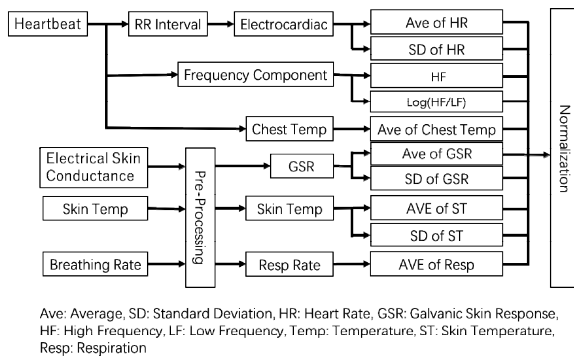 Heartbeat
RR Interval
Electrocardiac
Ave of HR
SD of HR
Frequency Component
HF
Log(HF/LF)
Chest Temp
Ave of Chest Temp
Electrical Skin
Conductance
Pre-Processing
GSR
Ave of GSR
SD of GSR
Skin Temp
Skin Temp
AVE of ST
SD of ST
Breathing Rate
Resp Rate
AVE of Resp
Normalization
Ave: Average, SD: Standard Deviation, HR: Heart Rate, GSR: Galvanic Skin Response,
HF: High Frequency, LF: Low Frequency, Temp: Temperature, ST: Skin Temperature,
Resp: Respiration